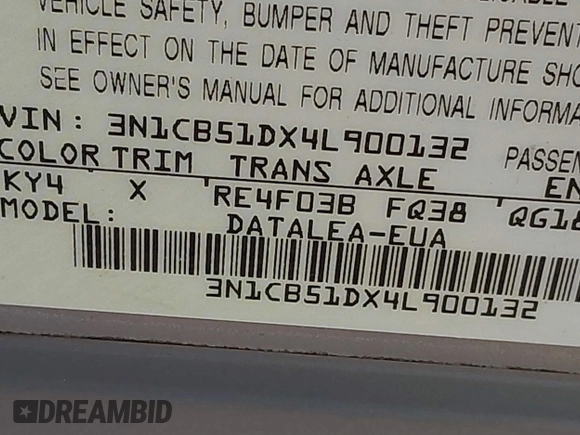 VEHICLE SAFETY, BUMPER AND THEFT PREVENT
IN EFFECT ON THE DATE OF MANUFACTURE SHO
SEE OWNER'S MANUAL FOR ADDITIONAL INFORMA
VIN: 3N1CB51DX4L900132 PASSEN
COLOR TRIM TRANS AXLE EN
KY4 X RE4F03B FQ38 QG18
MODEL: DATALEA-EUA
3N1CB51DX4L900132
DREAMBID